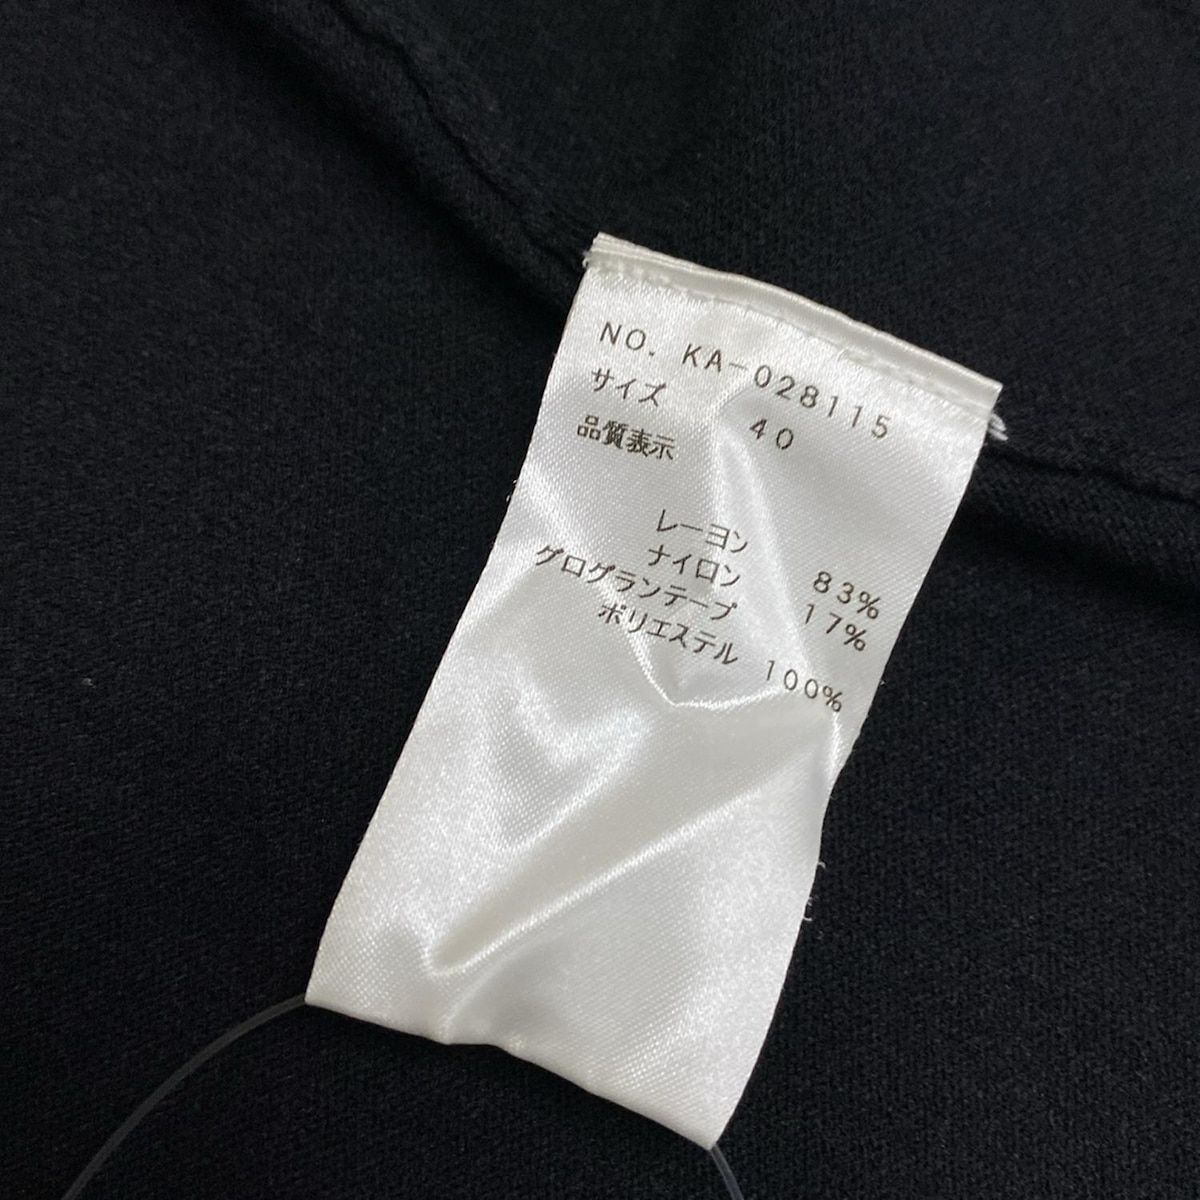 NO. KA-028115
サイズ 40
品質表示
レーヨン 83%
ナイロン 17%
グログランテープ
ポリエステル 100%